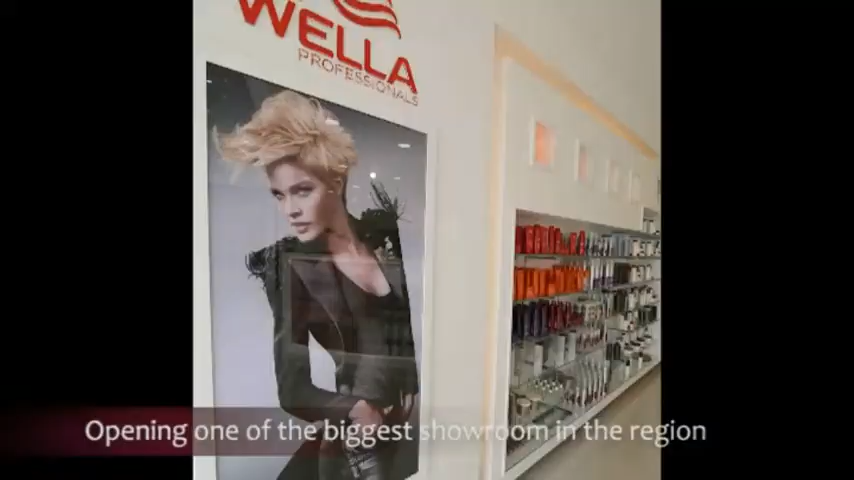 WELLA
PROFESSIONALS
Opening one of the biggest showroom in the region